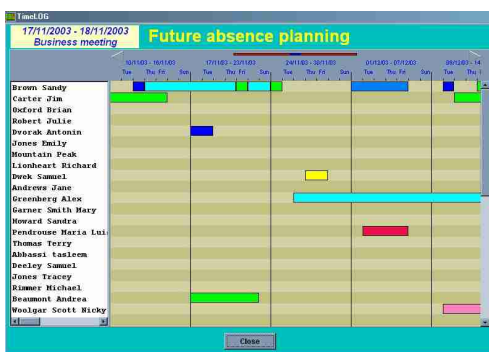 TimeLOG
17/11/2003 - 18/11/2003
Business meeting
Future absence planning
10/11/03 - 16/11/03 17/11/03 - 23/11/03 24/11/03 - 30/11/03 01/12/03 - 07/12/03 08/12/03 - 14
Tue Thu Fri Sun Tue Thu Fri Sun Tue Thu Fri Sun Tue Thu Fri Sun Tue Thu
Brown Sandy
Carter Jim
Oxford Brian
Robert Julie
Dvorak Antonin
Jones Emily
Mountain Peak
Lionheart Richard
Dwek Samuel
Andrews Jane
Greenberg Alex
Garner Smith Mary
Howard Sandra
Pendrouse Maria Lui
Thomas Terry
Abbassi tasleem
Deeley Samuel
Jones Tracey
Rimmer Michael
Beaumont Andrea
Woolgar Scott Nicky
Close